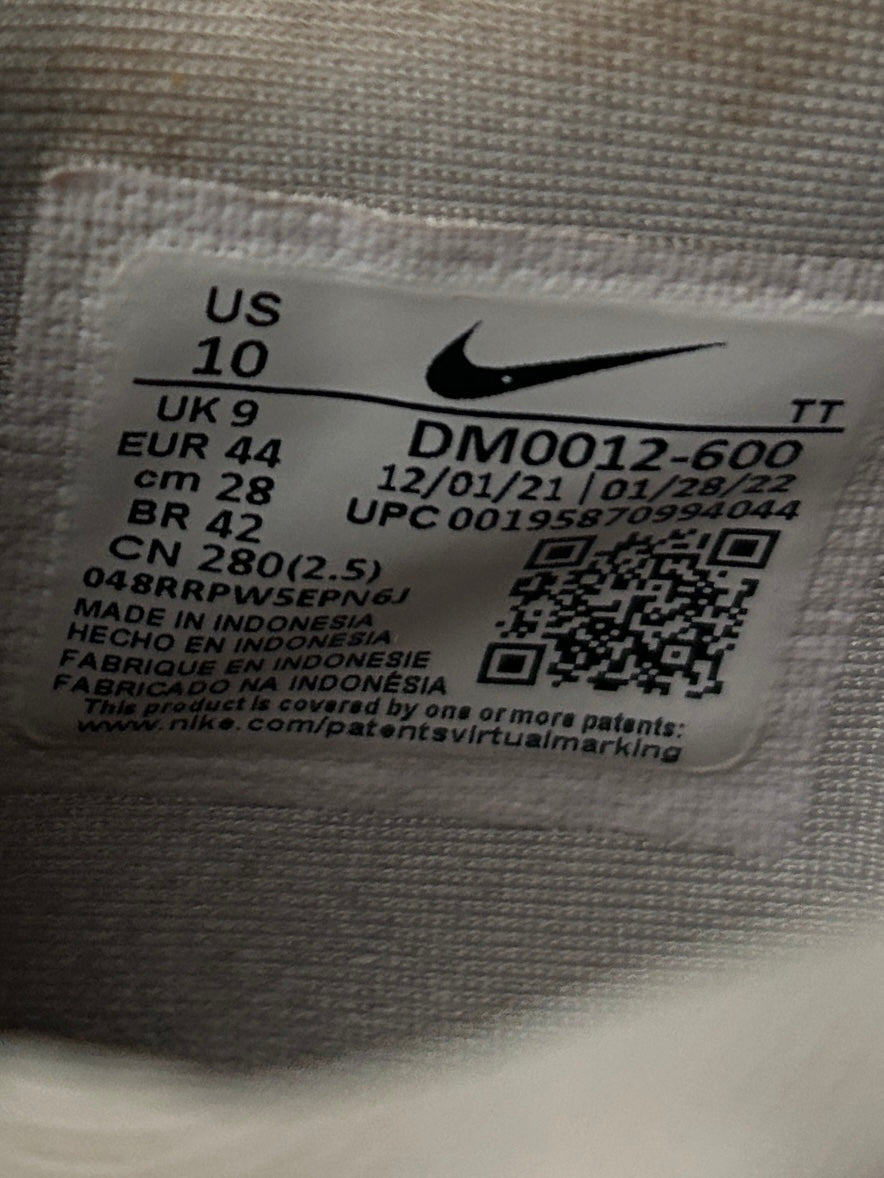 US
10
TT
UK 9
EUR 44
cm 28
BR 42
CN 280(2.5)
DM0012-600
12/01/21 | 01/28/22
UPC 00195870994044
048RRPW5EPN6J
MADE IN INDONESIA
HECHO EN INDONESIA
FABRIQUE EN INDONESIE
FABRICADO NA INDONÉSIA
This product is covered by one or more patents:
www.nike.com/patentsvirtualmarking